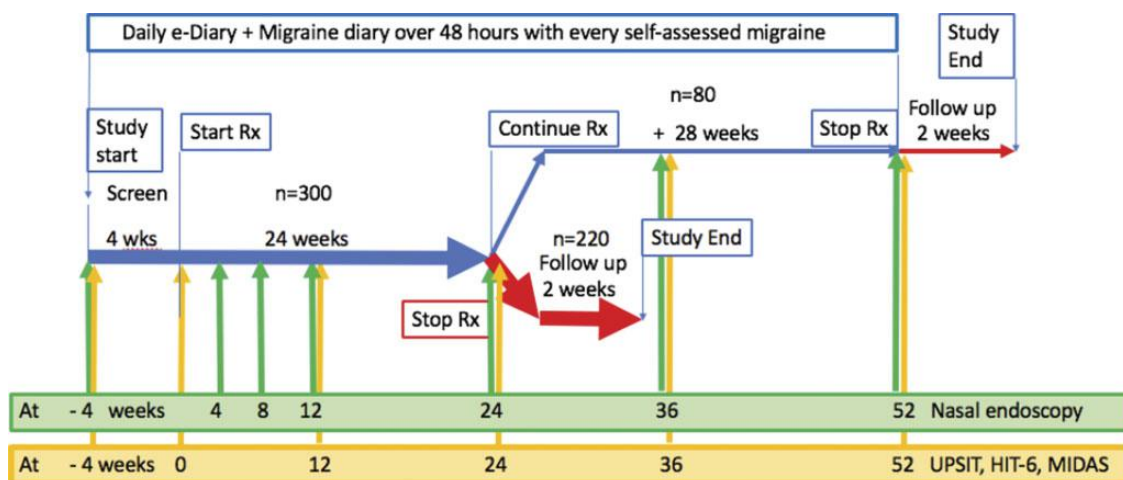 Daily e-Diary + Migraine diary over 48 hours with every self-assessed migraine
Study
End
Study
start
Start Rx
Continue Rx
n=80
+ 28 weeks
Stop Rx
Follow up
2 weeks
Screen
4 wks
n=300
24 weeks
n=220
Follow up
2 weeks
Study End
Stop Rx
At - 4 weeks 4 8 12 24 36 52 Nasal endoscopy
At - 4 weeks 0 12 24 36 52 UPSIT, HIT-6, MIDAS